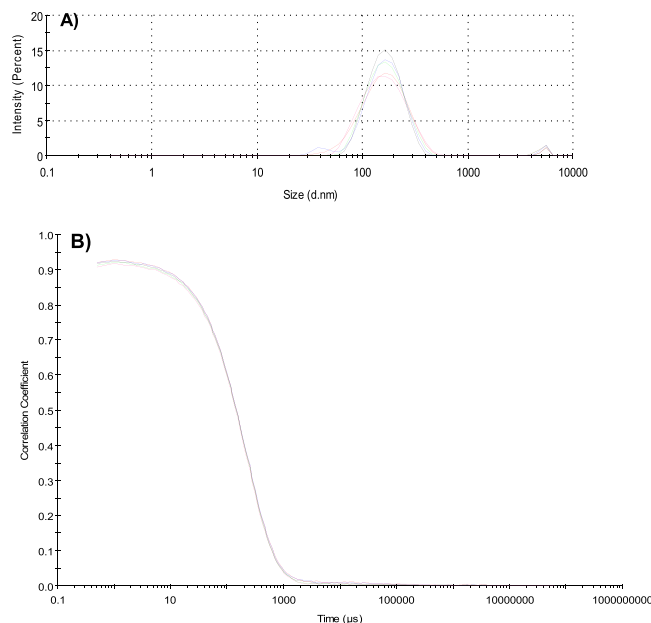 A)
20
15
10
5
0
Intensity (Percent)
0.1 1 10 100 1000 10000
Size (d.nm)
B)
1.0
0.9
0.8
0.7
0.6
0.5
0.4
0.3
0.2
0.1
0.0
Correlation Coefficient
0.1 10 1000 100000 10000000 1000000000
Time (µs)